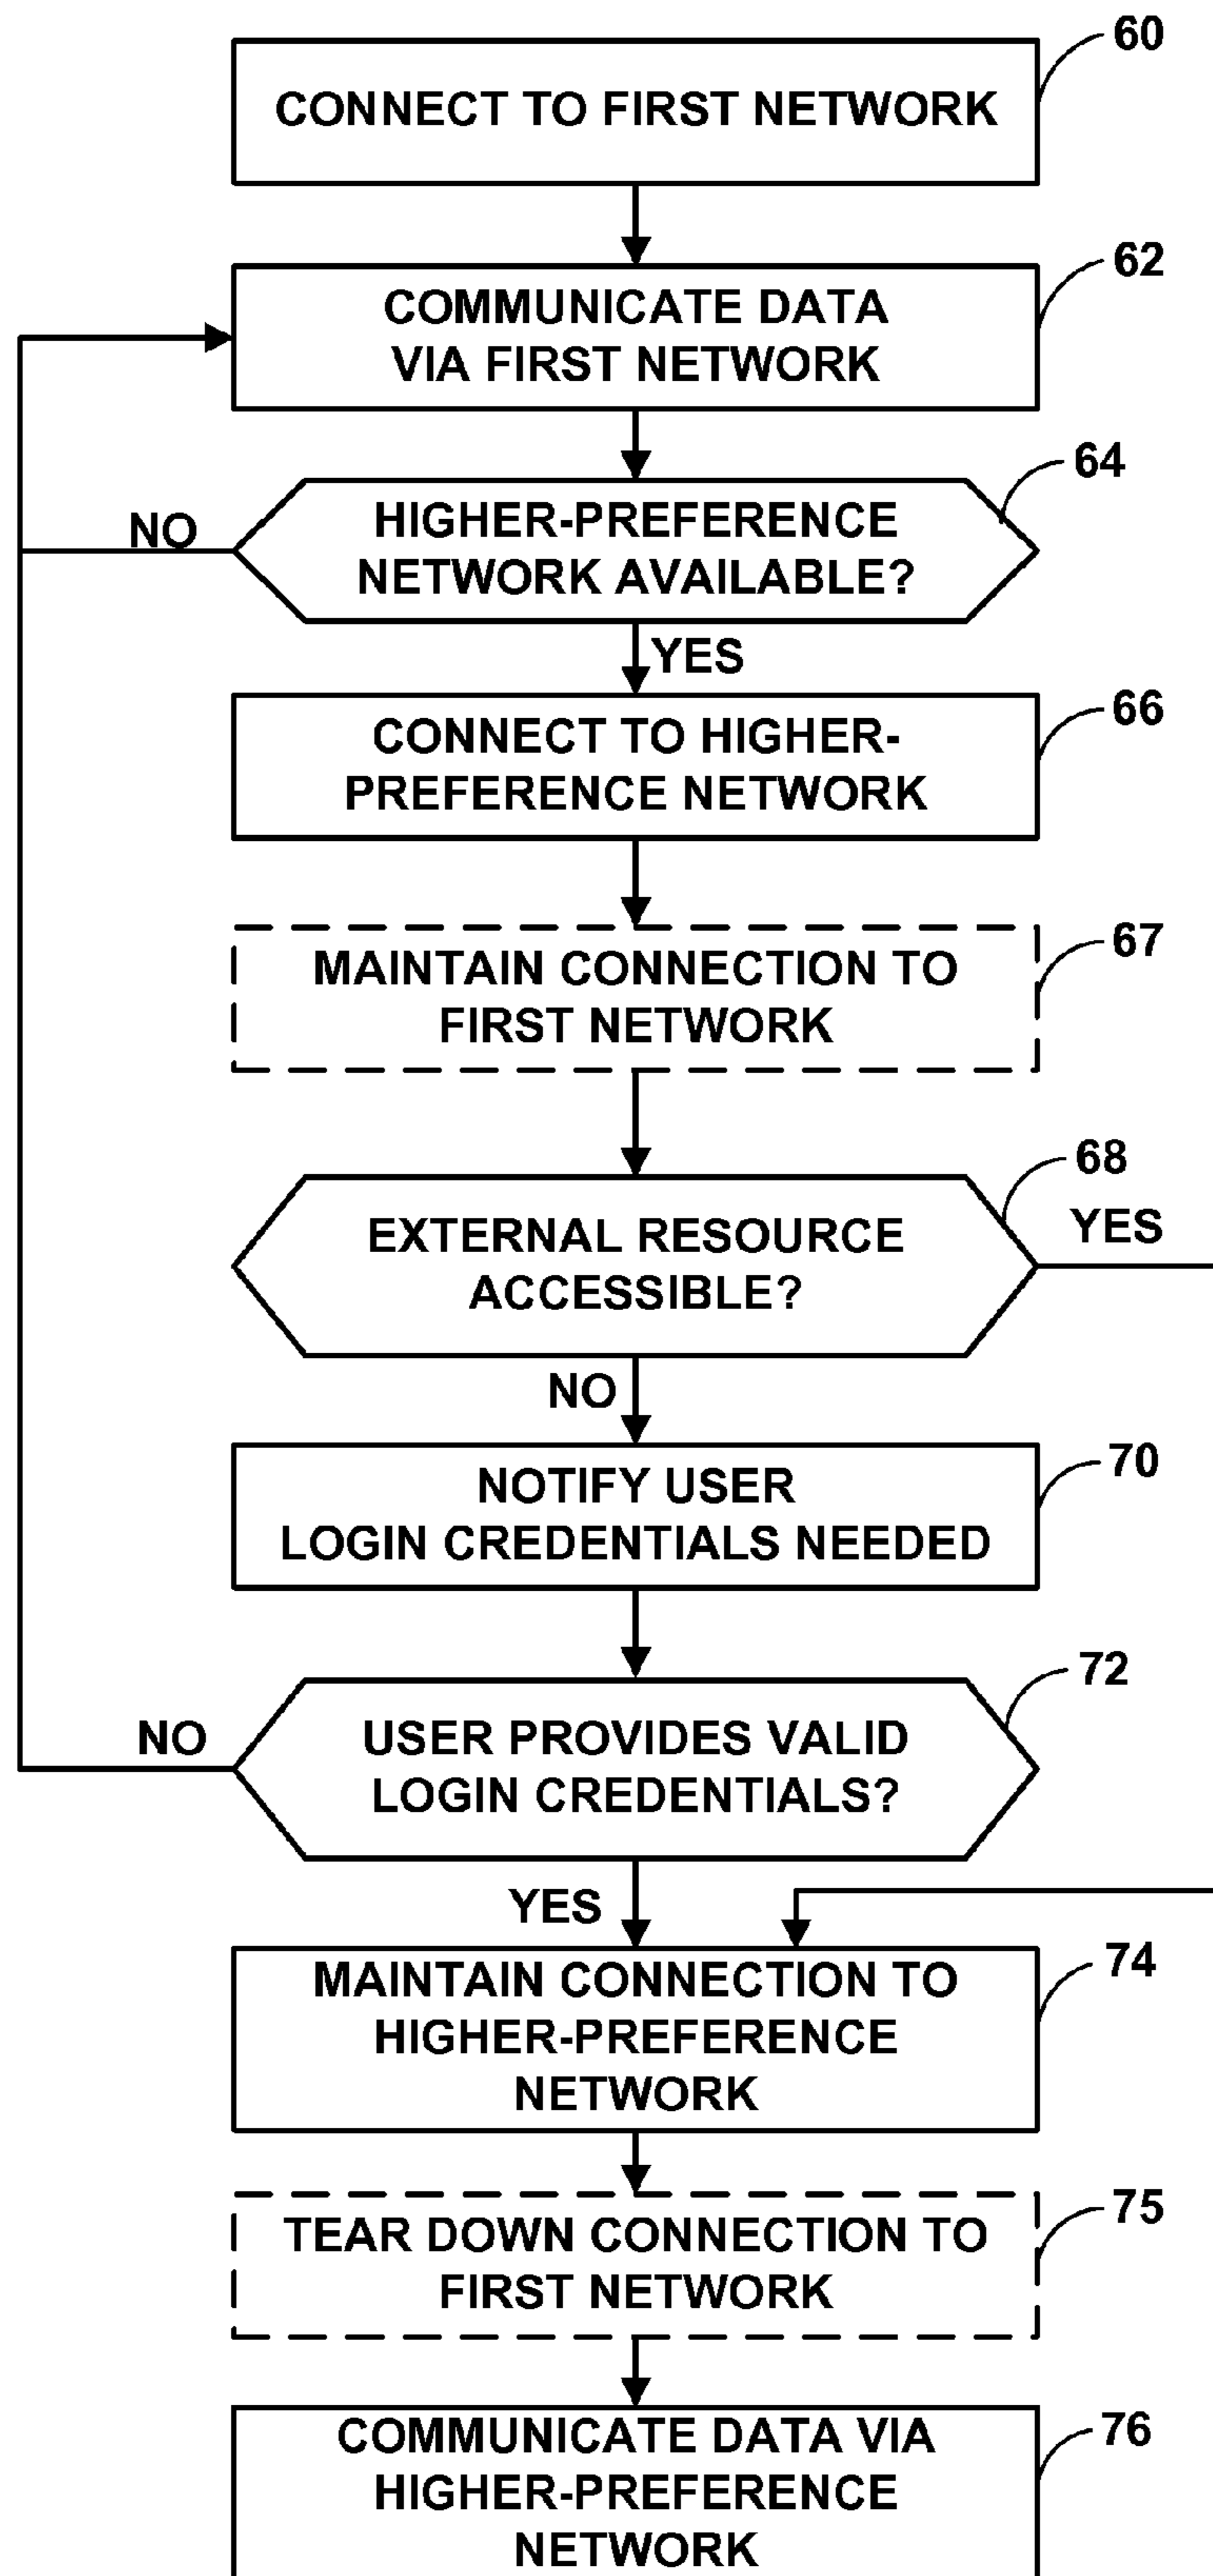 60
CONNECT TO FIRST NETWORK
62
COMMUNICATE DATA
VIA FIRST NETWORK
64
HIGHER-PREFERENCE
NETWORK AVAILABLE?
NO
YES
66
CONNECT TO HIGHER-
PREFERENCE NETWORK
67
MAINTAIN CONNECTION TO
FIRST NETWORK
68
EXTERNAL RESOURCE
ACCESSIBLE?
YES
NO
70
NOTIFY USER
LOGIN CREDENTIALS NEEDED
72
USER PROVIDES VALID
LOGIN CREDENTIALS?
NO
YES
74
MAINTAIN CONNECTION TO
HIGHER-PREFERENCE
NETWORK
75
TEAR DOWN CONNECTION TO
FIRST NETWORK
76
COMMUNICATE DATA VIA
HIGHER-PREFERENCE
NETWORK